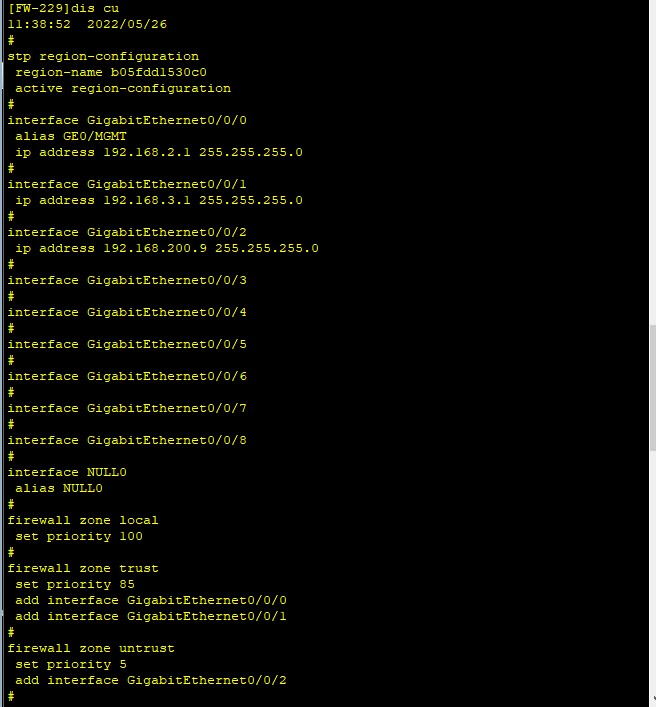 [FW-229]dis cu
11:38:52  2022/05/26
#
stp region-configuration
 region-name b05fdd1530c0
 active region-configuration
#
interface GigabitEthernet0/0/0
 alias GE0/MGMT
 ip address 192.168.2.1 255.255.255.0
#
interface GigabitEthernet0/0/1
 ip address 192.168.3.1 255.255.255.0
#
interface GigabitEthernet0/0/2
 ip address 192.168.200.9 255.255.255.0
#
interface GigabitEthernet0/0/3
#
interface GigabitEthernet0/0/4
#
interface GigabitEthernet0/0/5
#
interface GigabitEthernet0/0/6
#
interface GigabitEthernet0/0/7
#
interface GigabitEthernet0/0/8
#
interface NULL0
 alias NULL0
#
firewall zone local
 set priority 100
#
firewall zone trust
 set priority 85
 add interface GigabitEthernet0/0/0
 add interface GigabitEthernet0/0/1
#
firewall zone untrust
 set priority 5
 add interface GigabitEthernet0/0/2
#